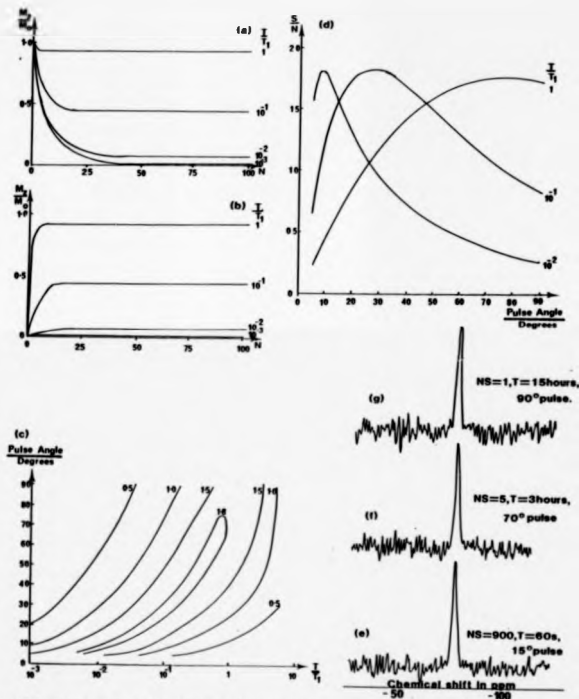 (a)
Mz
Mo
1·0
0·5
0
0 25 50 75 100 N
T
T1
1
10-1
10-2
(b)
Mz
Mo
1·0
0·5
0
0 25 50 75 100 N
T
T1
1
10-1
10-2
(c)
Pulse Angle
Degrees
90
80
70
60
50
40
30
20
10
0
0·5 1·0 1·5 1·5 1·0
0·5
10-3 10-2 10-1 1 10 T
T1
(d)
S
N
2·0
1·5
1·0
0·5
0
0 10 20 30 40 50 60 70 80 90
Pulse Angle
Degrees
T
T1
1
10-1
10-2
(g)
NS=1,T=15hours,
90°pulse.
(f)
NS=5,T=3hours,
70°pulse
(e)
NS=900,T=60s,
15°pulse
Chemical shift in ppm
-50 -100